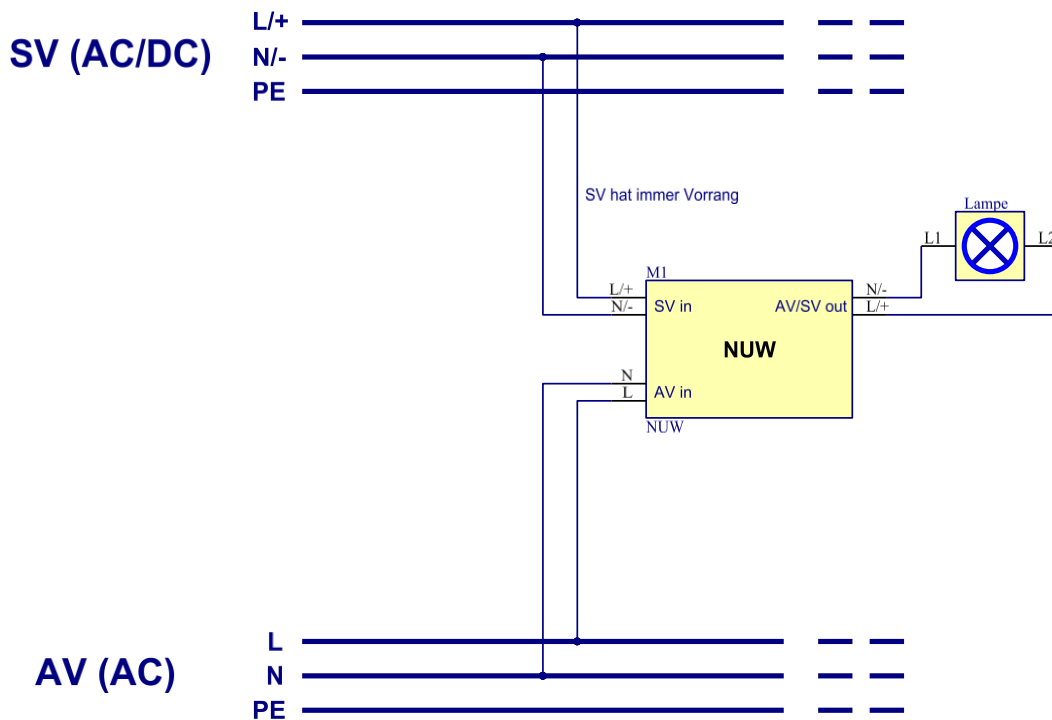 L/+
SV (AC/DC)
N/-
PE
SV hat immer Vorrang
Lampe
L1
L2
M1
L/+
N/-
SV in
AV/SV out
N/-
L/+
NUW
N
L
AV in
NUW
L
AV (AC)
N
PE